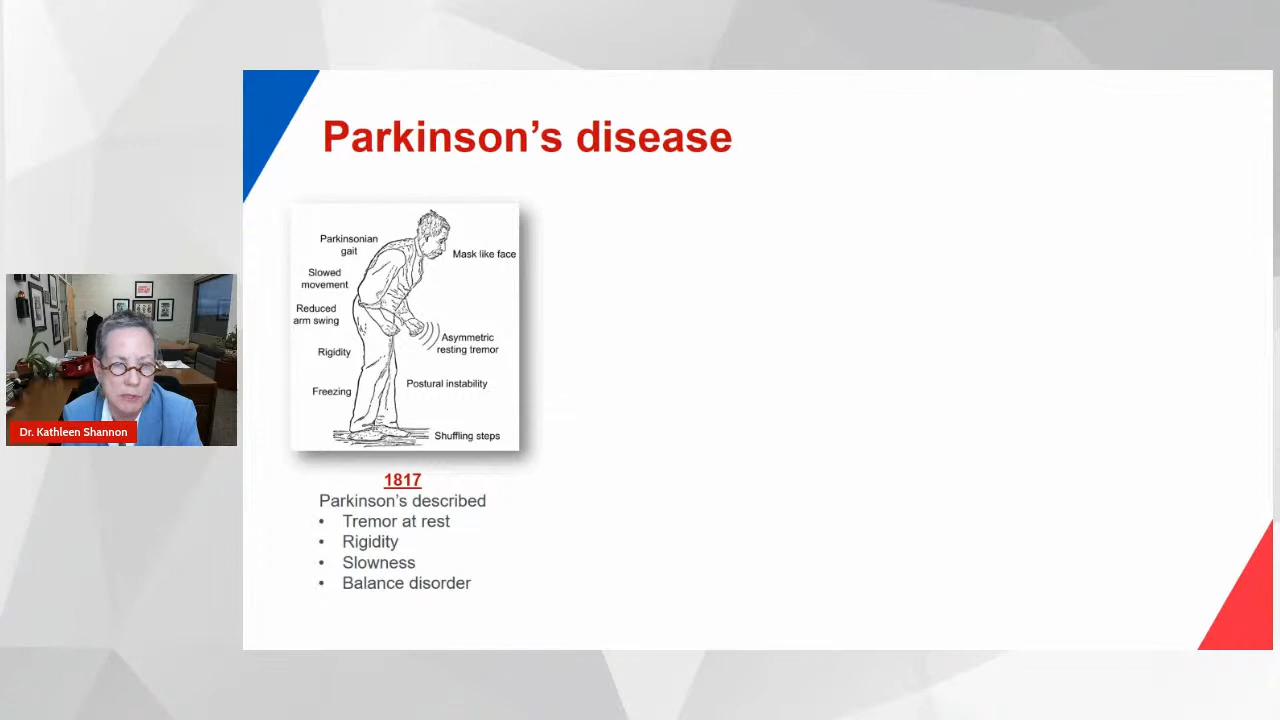 Parkinson's disease
Parkinsonian
gait
Mask like face
Slowed
movement
Reduced
arm swing
Asymmetric
resting tremor
Rigidity
Postural instability
Freezing
Shuffling steps
1817
Parkinson's described
• Tremor at rest
• Rigidity
• Slowness
• Balance disorder
Dr. Kathleen Shannon